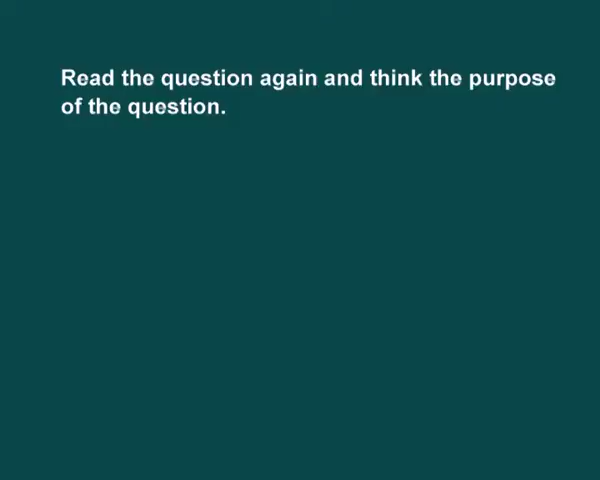 Read the question again and think the purpose
of the question.